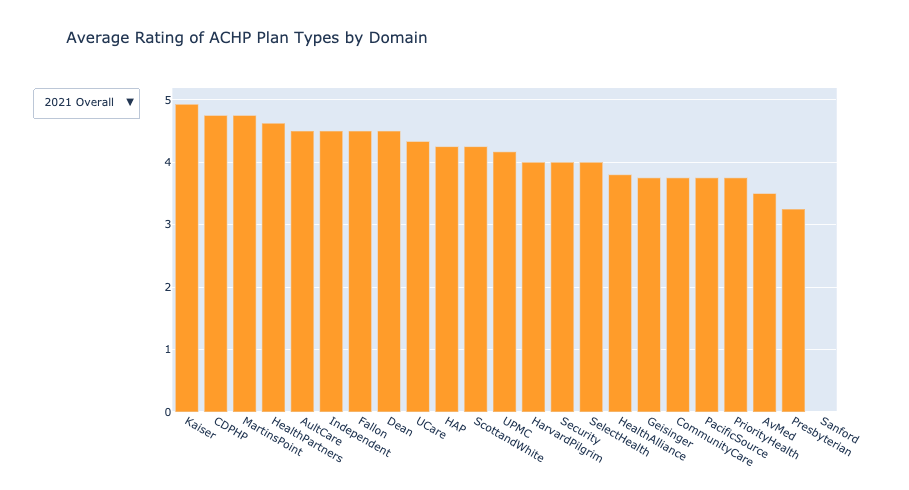 Average Rating of ACHP Plan Types by Domain
2021 Overall ▼
5
4
3
2
1
0
Kaiser
CDPHP
MartinsPoint
HealthPartners
AultCare
Independent
Fallon
Dean
UCare
HAP
ScottandWhite
UPMC
HarvardPilgrim
Security
SelectHealth
HealthAlliance
Geisinger
CommunityCare
PacificSource
PriorityHealth
AvMed
Presbyterian
Sanford